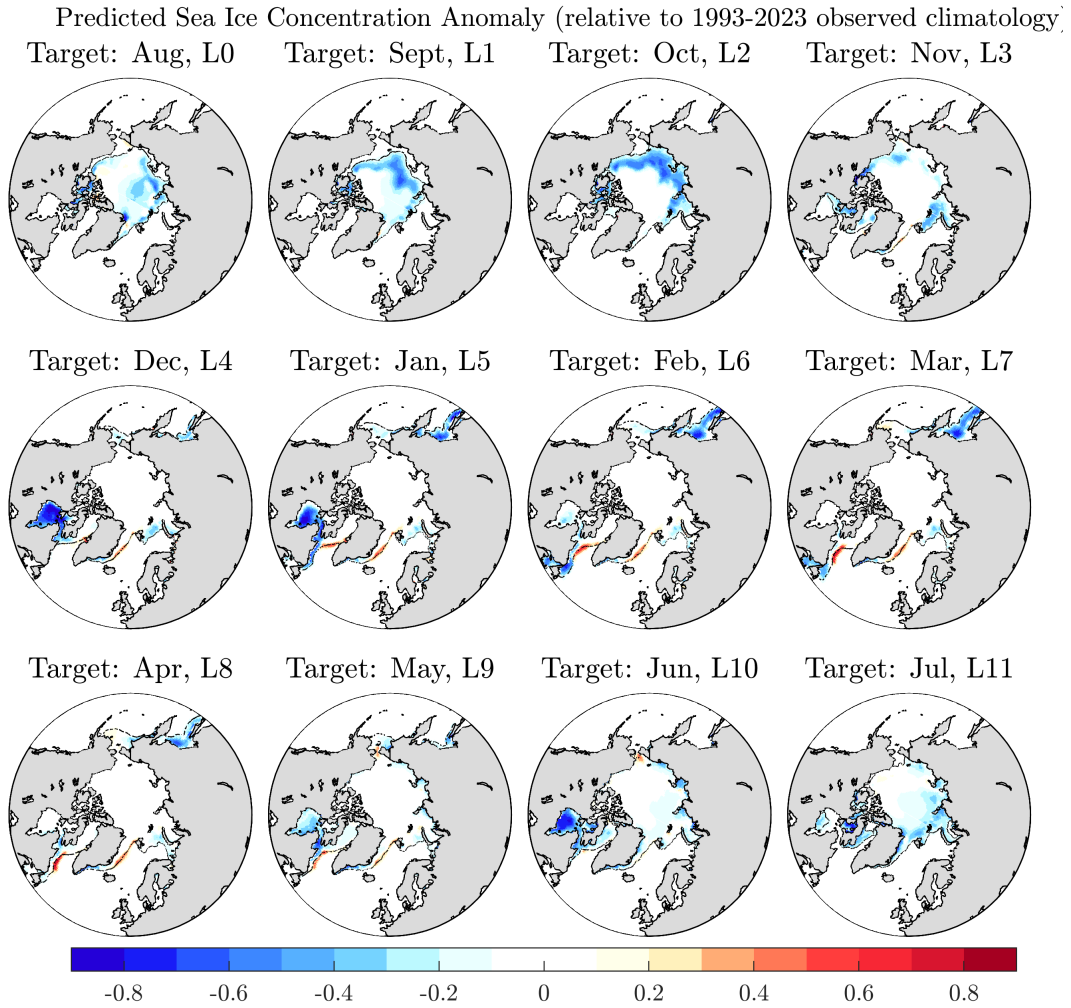 Predicted Sea Ice Concentration Anomaly (relative to 1993-2023 observed climatology)
Target: Aug, L0
Target: Sept, L1
Target: Oct, L2
Target: Nov, L3
Target: Dec, L4
Target: Jan, L5
Target: Feb, L6
Target: Mar, L7
Target: Apr, L8
Target: May, L9
Target: Jun, L10
Target: Jul, L11
-0.8 -0.6 -0.4 -0.2 0 0.2 0.4 0.6 0.8